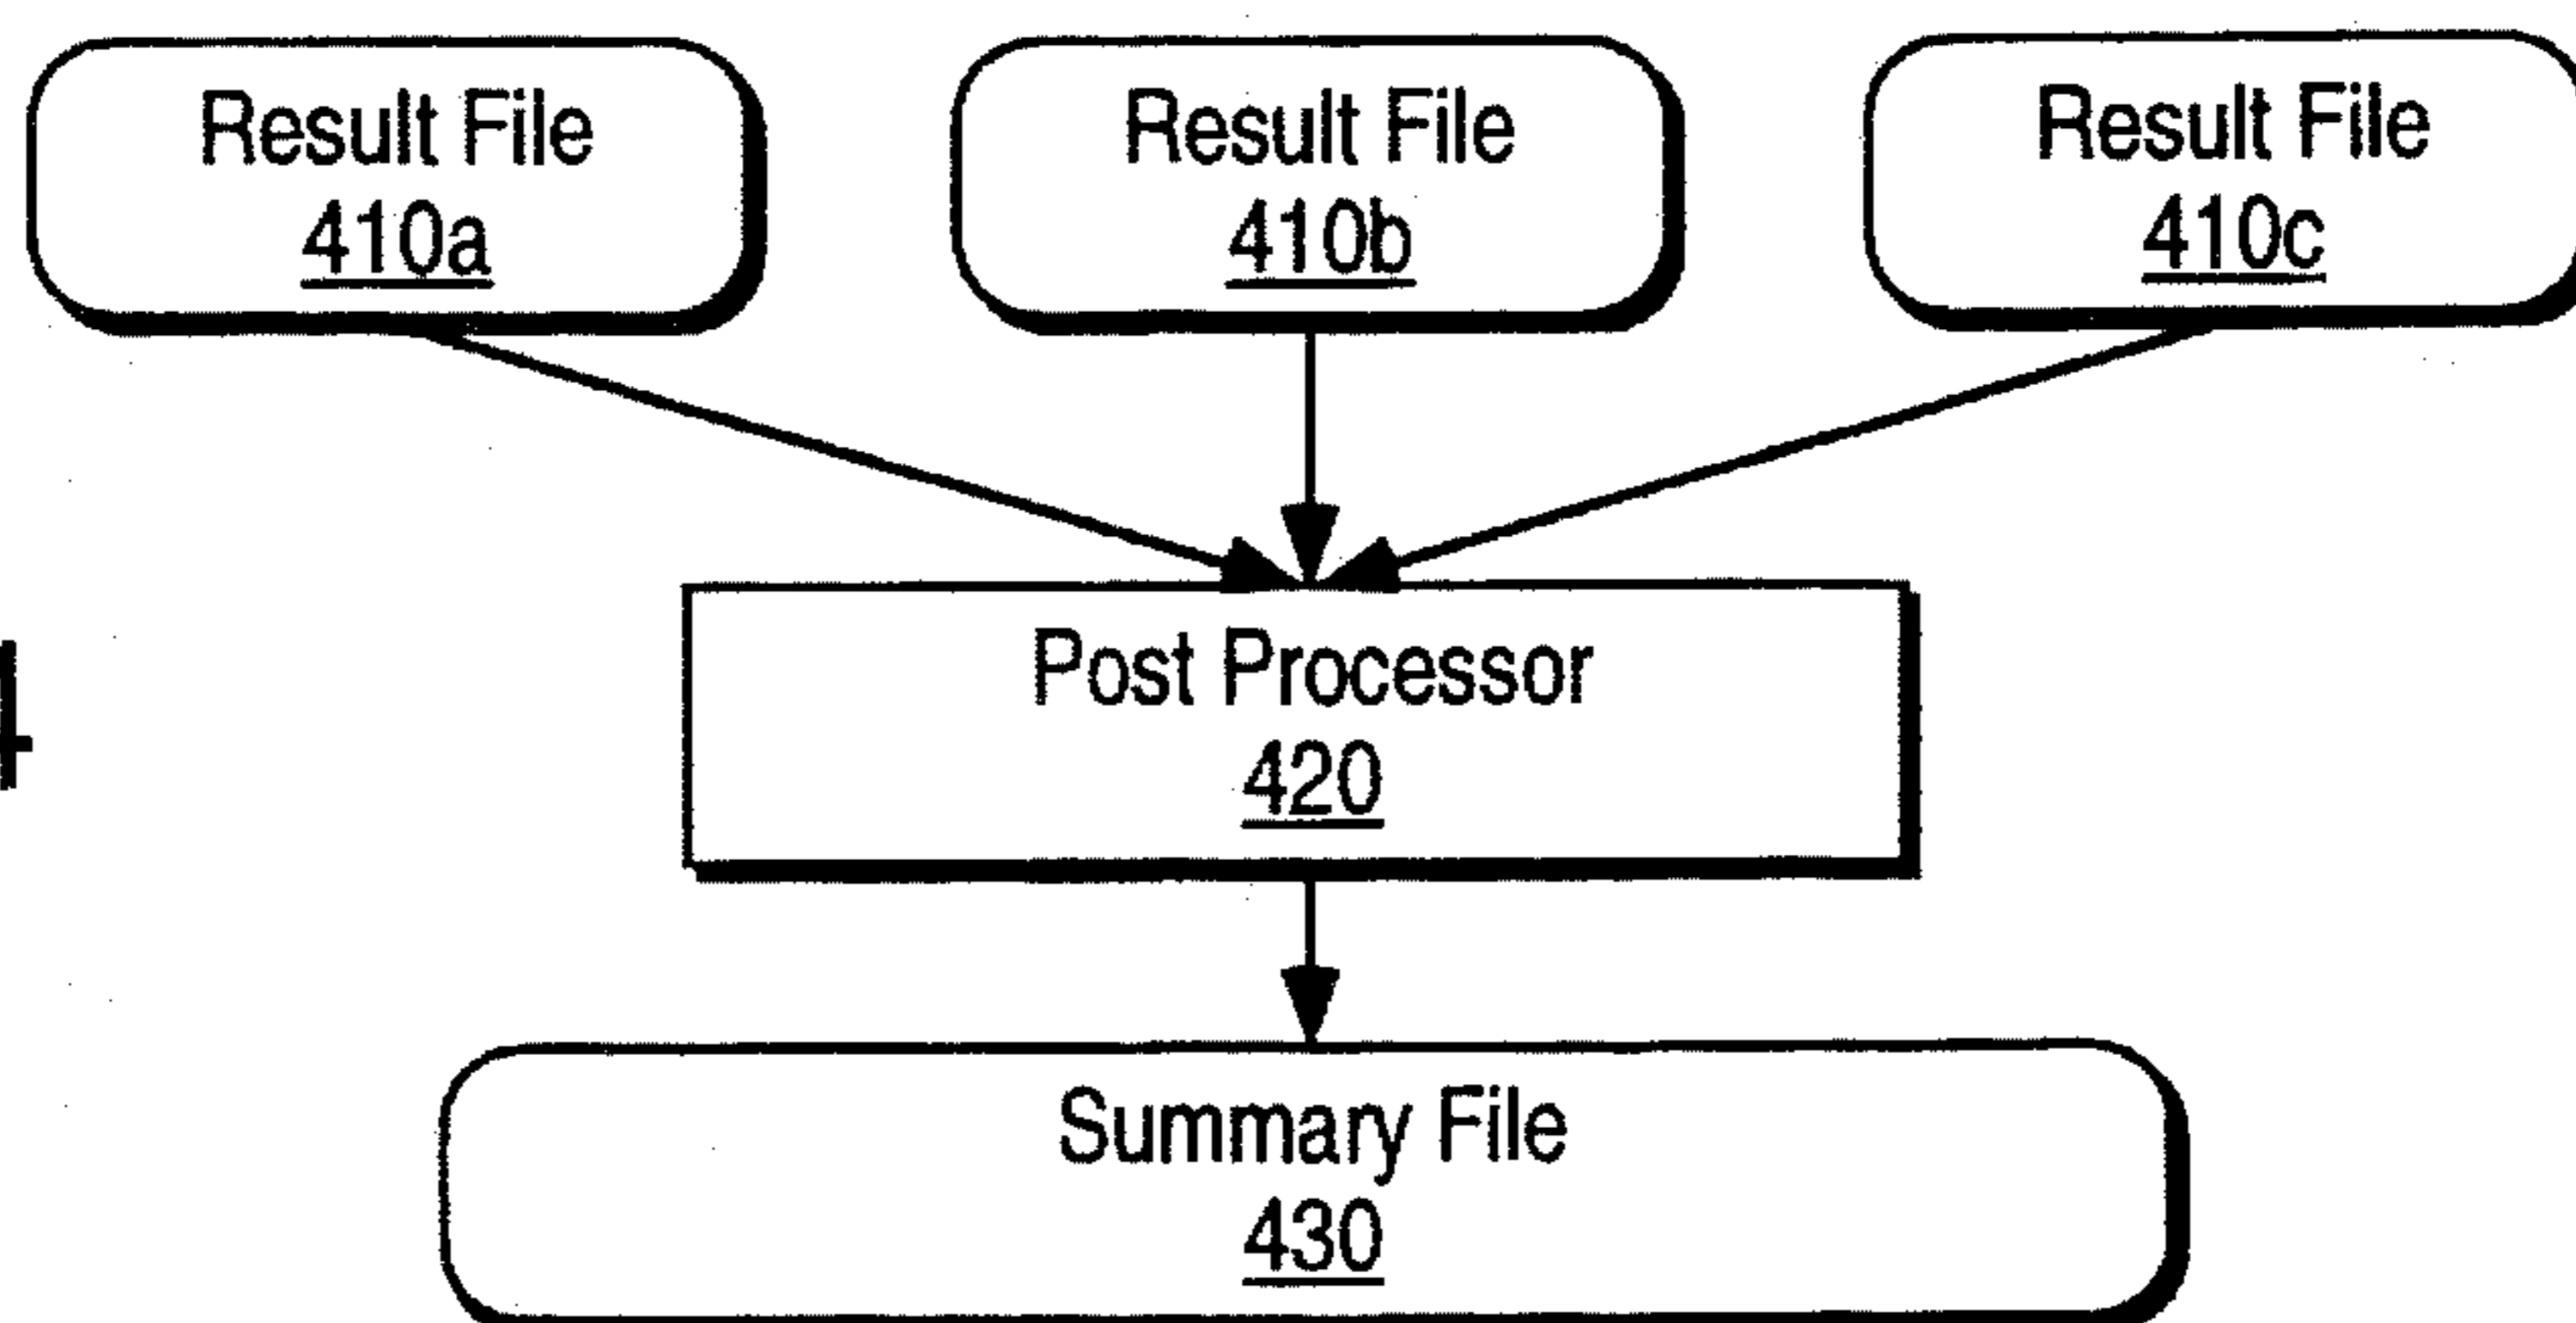 Result File
410a
Result File
410b
Result File
410c
Post Processor
420
Summary File
430